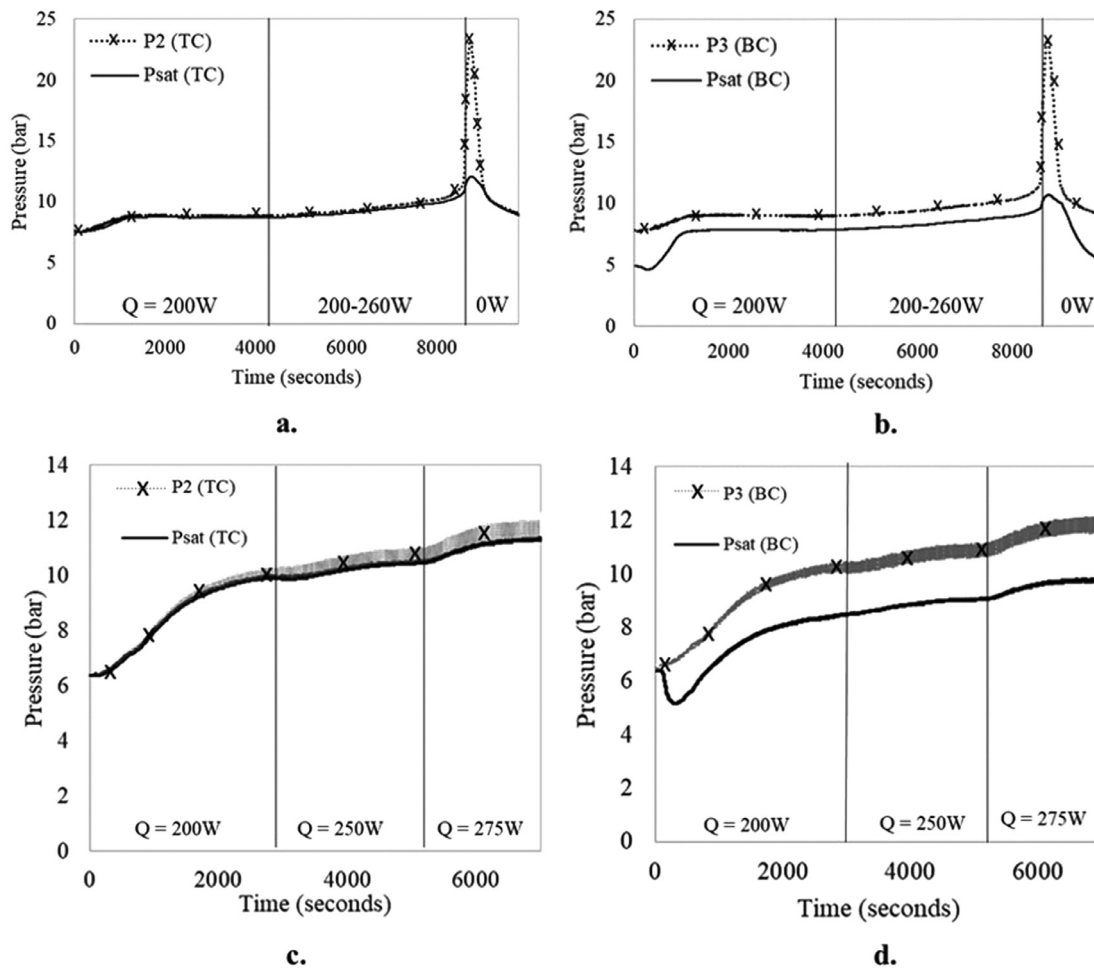 25
20
15
10
5
0
Pressure (bar)
P2 (TC)
Psat (TC)
Q = 200W
200-260W
0W
0
2000
4000
6000
8000
Time (seconds)
a.
25
20
15
10
5
0
Pressure (bar)
P3 (BC)
Psat (BC)
Q = 200W
200-260W
0W
0
2000
4000
6000
8000
Time (seconds)
b.
14
12
10
8
6
4
2
0
Pressure (bar)
P2 (TC)
Psat (TC)
Q = 200W
Q = 250W
Q = 275W
0
2000
4000
6000
Time (seconds)
c.
14
12
10
8
6
4
2
0
Pressure (bar)
P3 (BC)
Psat (BC)
Q = 200W
Q = 250W
Q = 275W
0
2000
4000
6000
Time (seconds)
d.